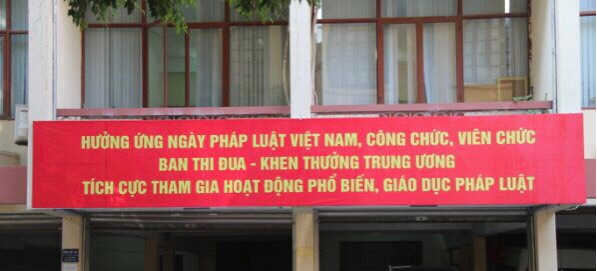 HƯỞNG ỨNG NGÀY PHÁP LUẬT VIỆT NAM, CÔNG CHỨC, VIÊN CHỨC
BAN THI ĐUA - KHEN THƯỞNG TRUNG ƯƠNG
TÍCH CỰC THAM GIA HOẠT ĐỘNG PHỔ BIẾN, GIÁO DỤC PHÁP LUẬT